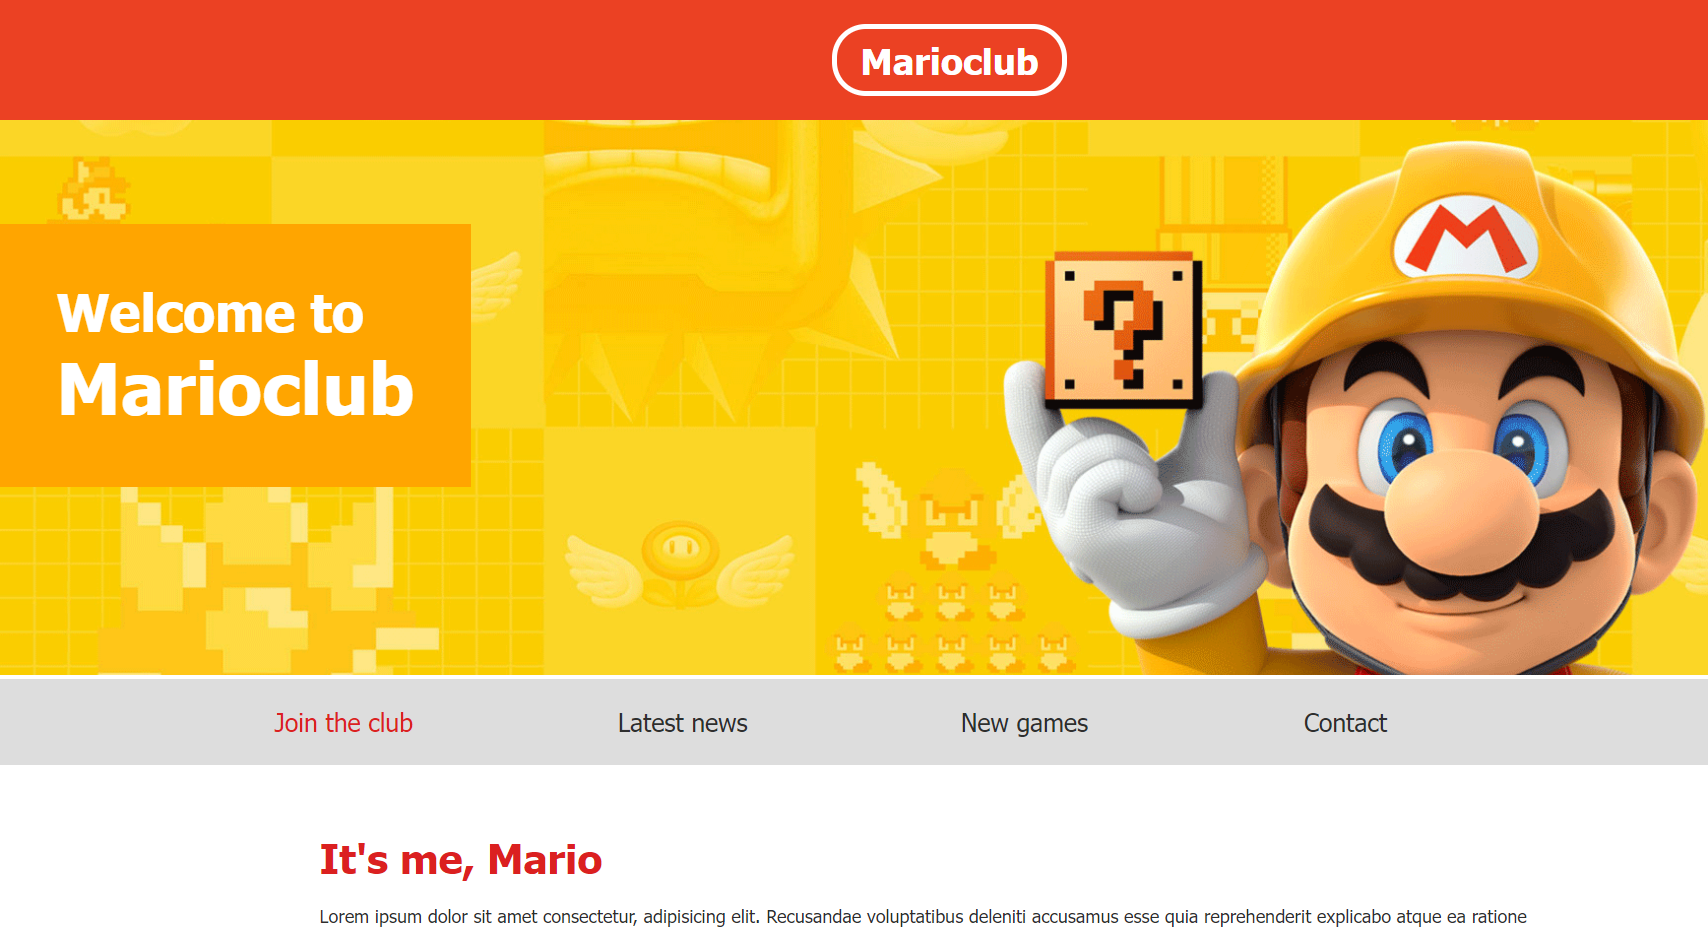 Marioclub
Welcome to
Marioclub
M
?
Join the club
Latest news
New games
Contact
It's me, Mario
Lorem ipsum dolor sit amet consectetur, adipisicing elit. Recusandae voluptatibus deleniti accusamus esse quia reprehenderit explicabo atque ea ratione